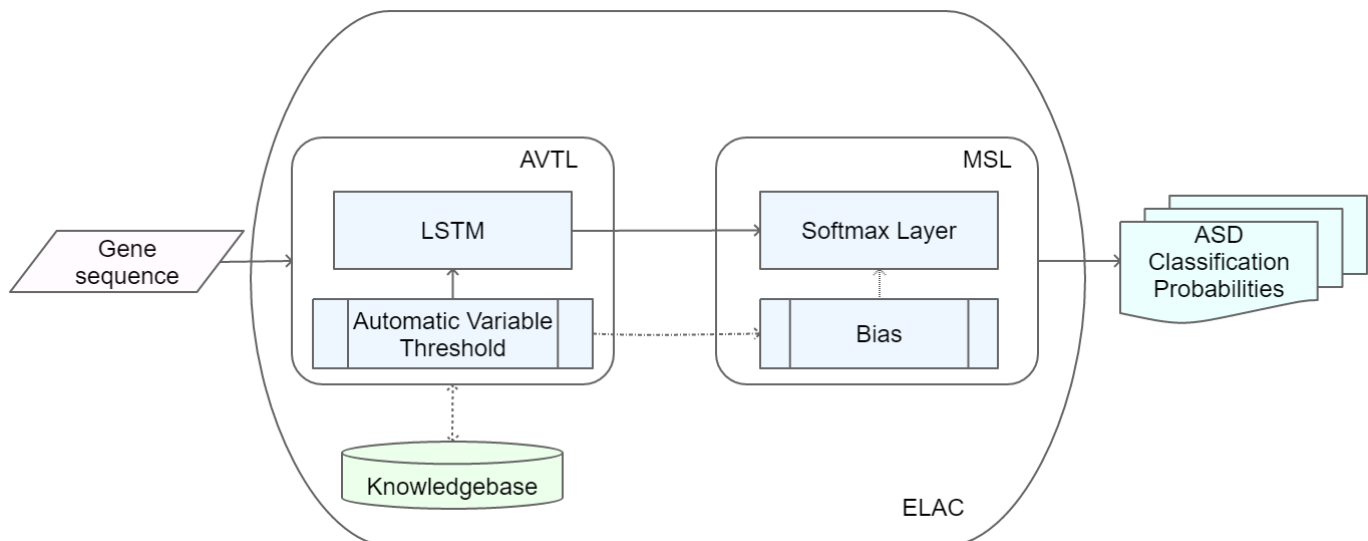 AVTL
MSL
LSTM
Softmax Layer
Gene
sequence
ASD
Classification
Probabilities
Automatic Variable
Threshold
Bias
Knowledgebase
ELAC